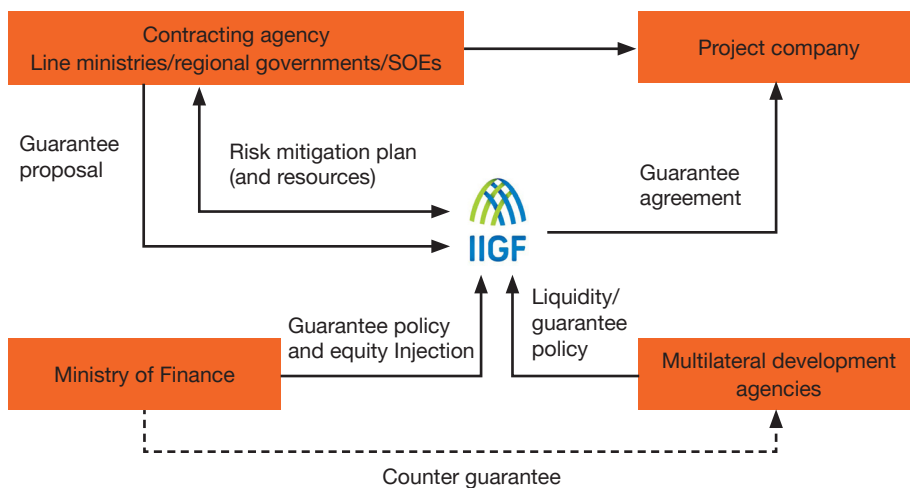 Contracting agency
Line ministries/regional governments/SOEs
Project company
Guarantee
proposal
Risk mitigation plan
(and resources)
Guarantee
agreement
IIGF
Guarantee policy
and equity Injection
Liquidity/
guarantee
policy
Ministry of Finance
Multilateral development
agencies
Counter guarantee